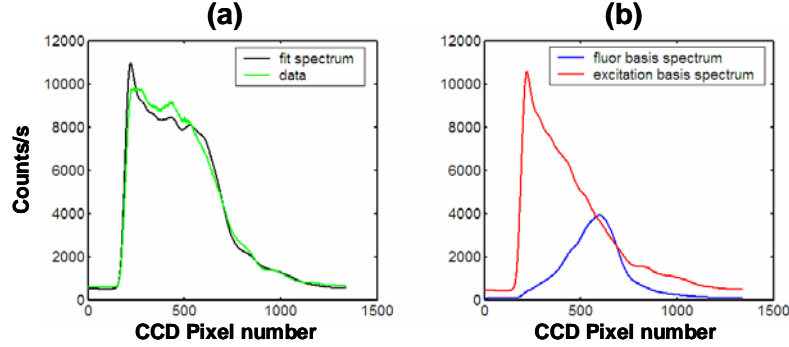 (a)
(b)
12000
10000
8000
6000
4000
2000
0
0
500
1000
1500
Counts/s
CCD Pixel number
fit spectrum
data
12000
10000
8000
6000
4000
2000
0
0
500
1000
1500
CCD Pixel number
fluor basis spectrum
excitation basis spectrum